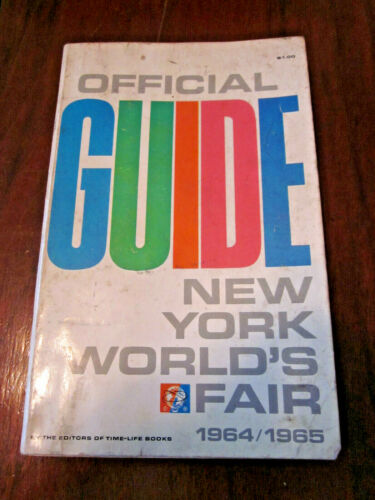 $1.00
OFFICIAL
GUIDE
NEW
YORK
WORLD'S
FAIR
BY THE EDITORS OF TIME-LIFE BOOKS
1964/1965